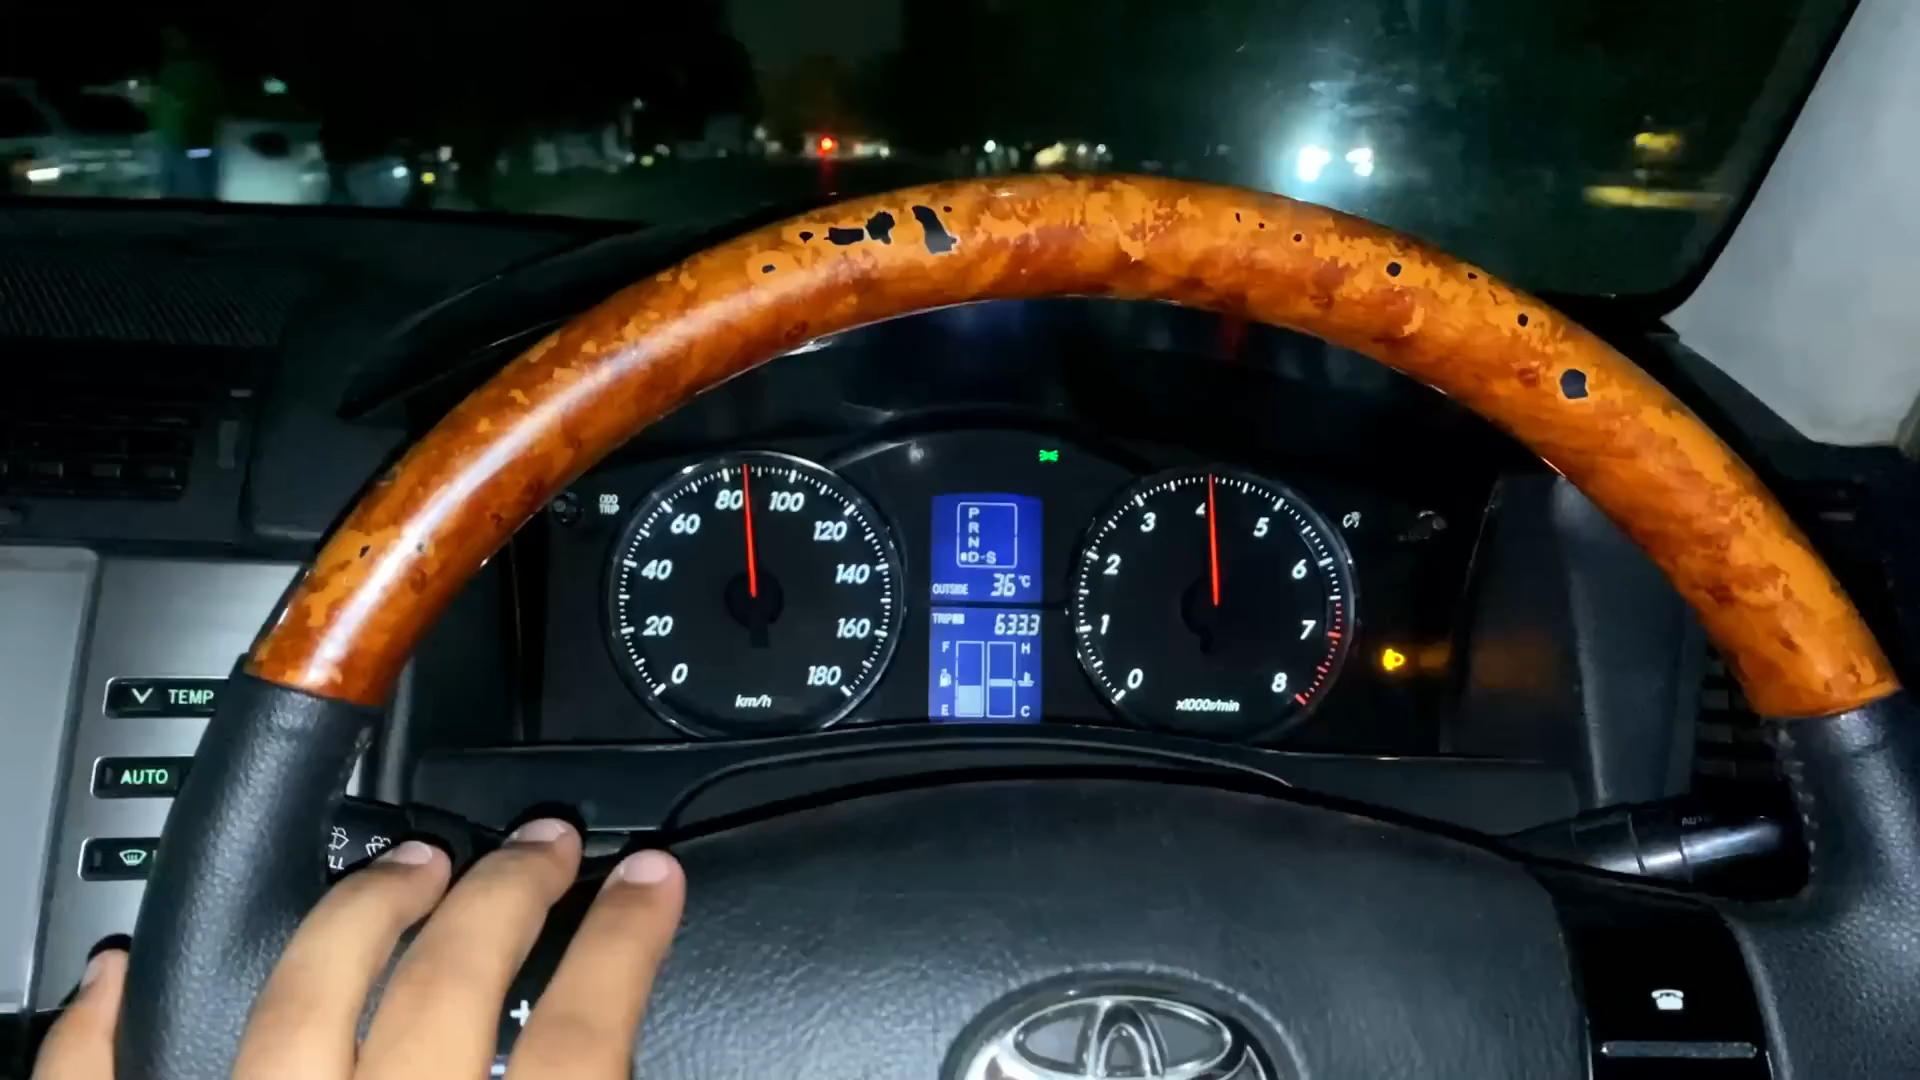 ODO
TRIP
0
20
40
60
80
100
120
140
160
180
km/h
P
R
N
D-S
OUTSIDE 36°C
TRIP 633.3
F H
E C
0
1
2
3
4
5
6
7
8
x1000r/min
TEMP
AUTO
AUTO